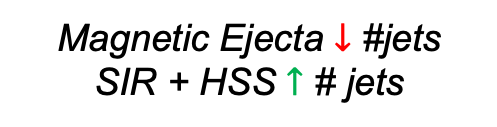 Magnetic Ejecta ↓ #jets
SIR + HSS ↑ # jets